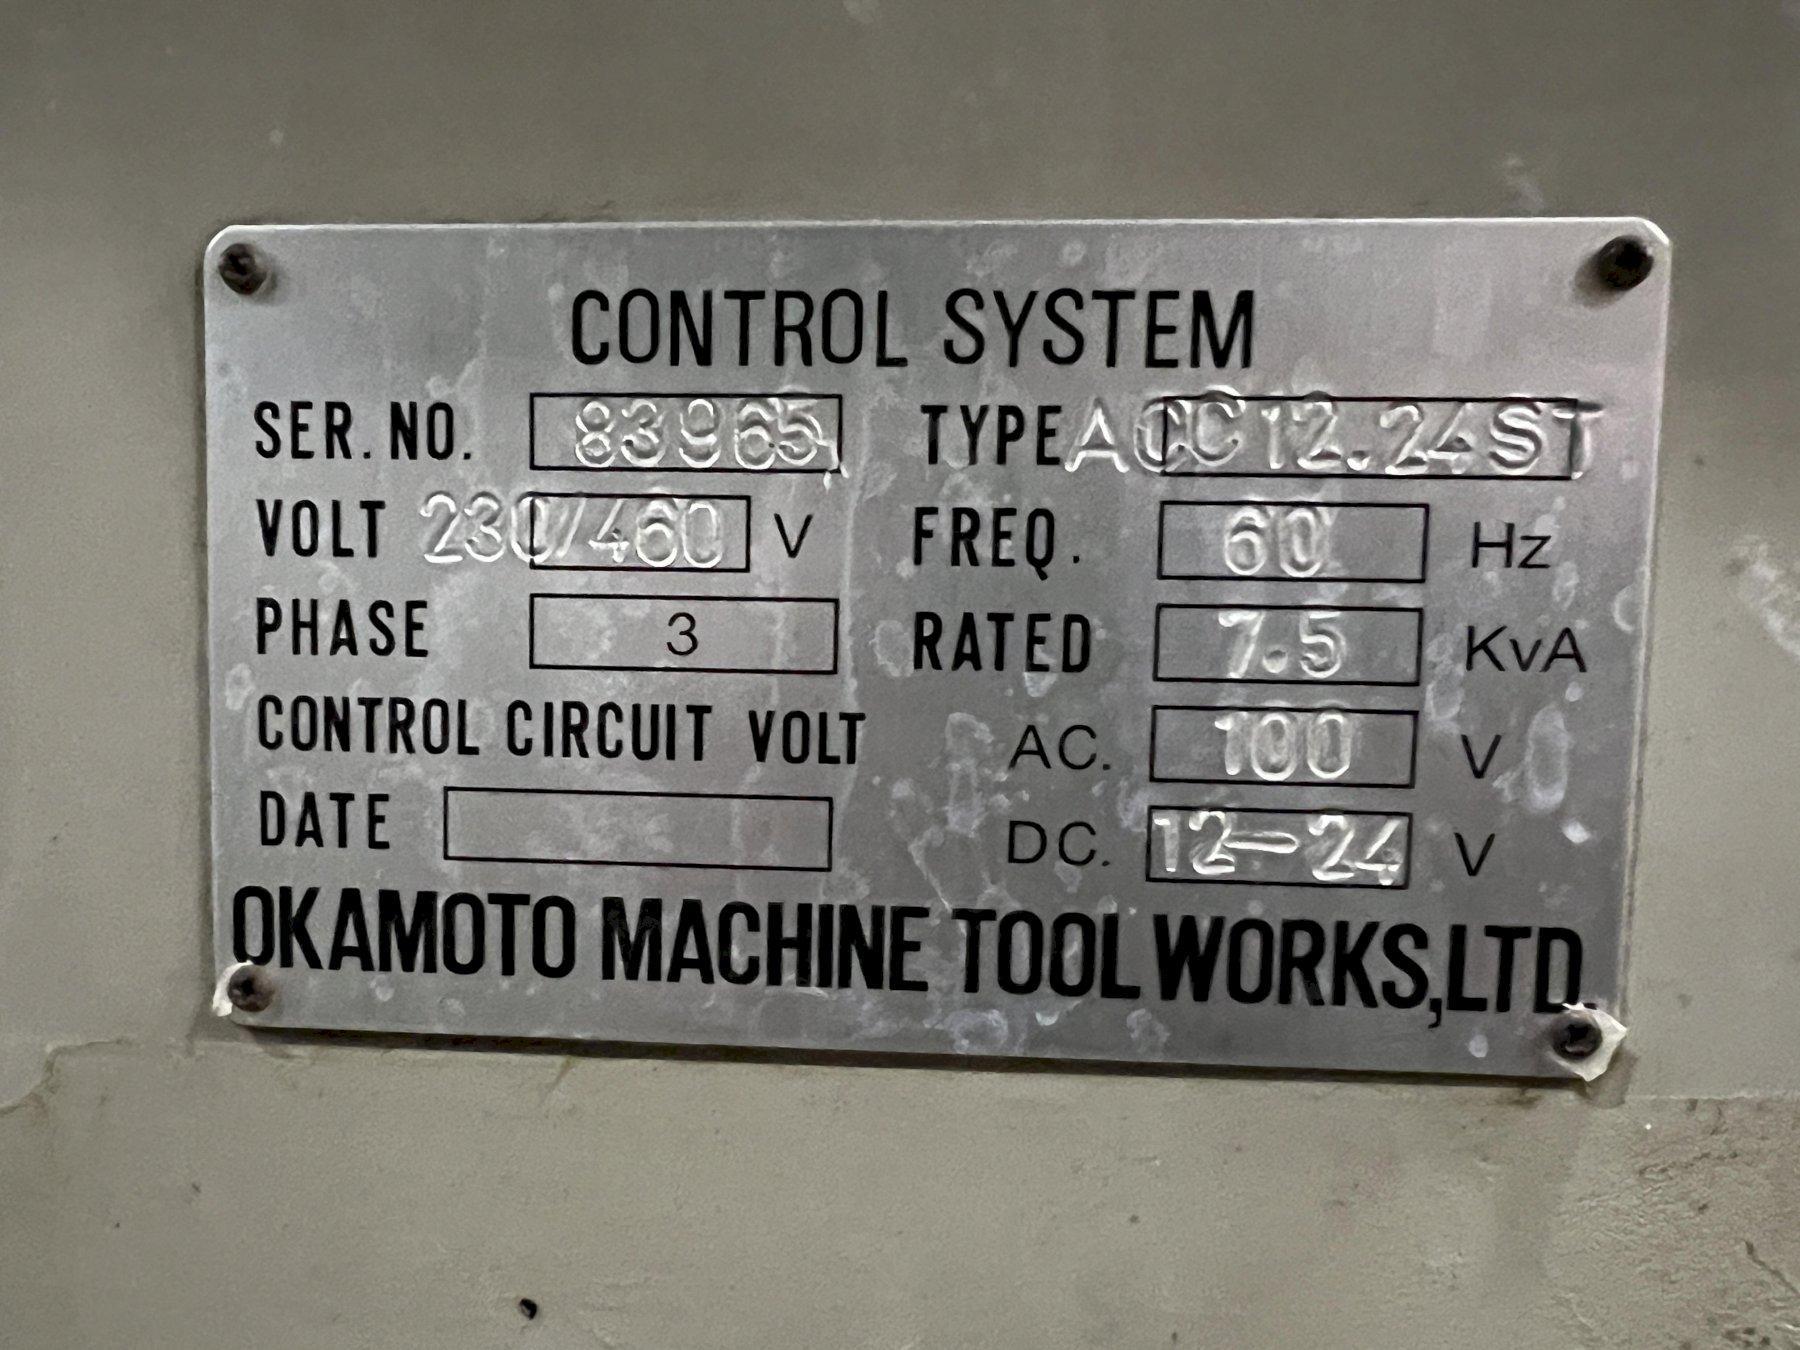 CONTROL SYSTEM
SER. NO. 83965 TYPE ACC12.24ST
VOLT 230/460 V FREQ. 60 Hz
PHASE 3 RATED 7.5 KvA
CONTROL CIRCUIT VOLT AC. 100 V
DATE DC. 12-24 V
OKAMOTO MACHINE TOOL WORKS,LTD.